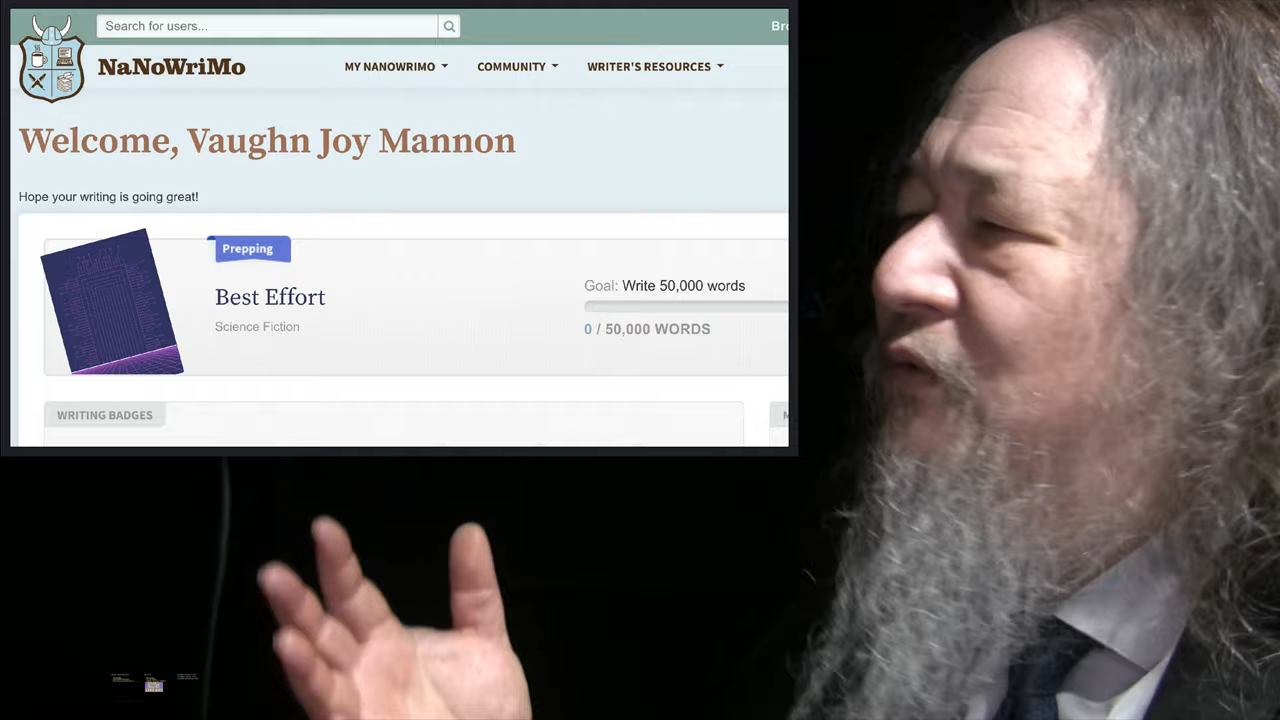 Search for users...
Bro
NaNoWriMo
MY NANOWRIMO
COMMUNITY
WRITER'S RESOURCES
Welcome, Vaughn Joy Mannon
Hope your writing is going great!
Prepping
Best Effort
Science Fiction
Goal: Write 50,000 words
0 / 50,000 WORDS
WRITING BADGES